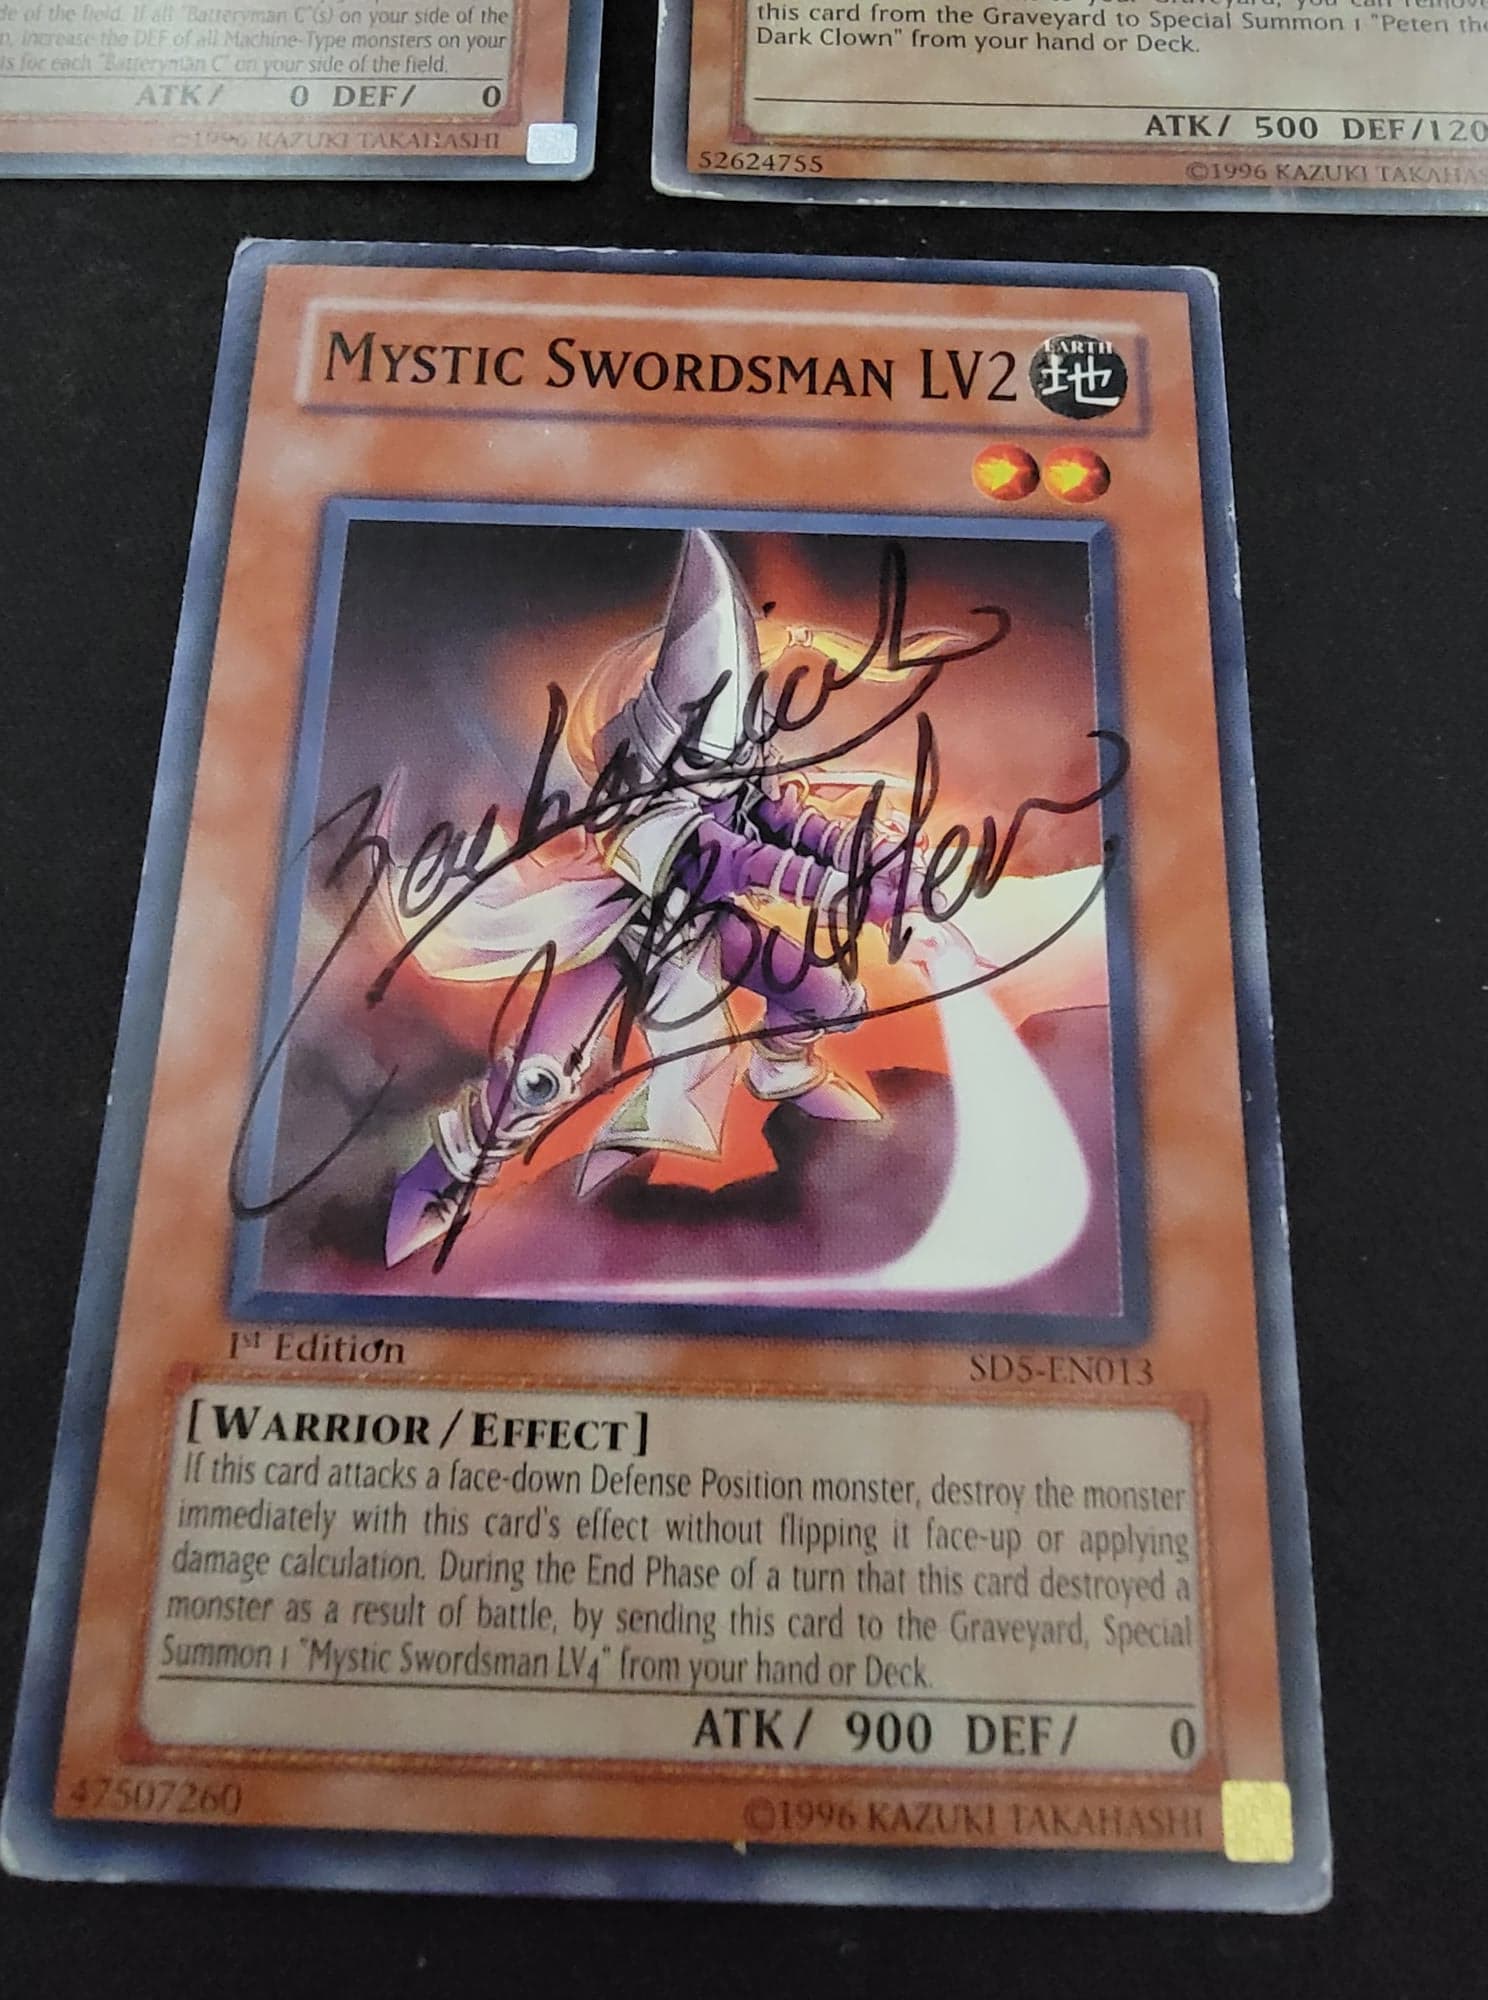 de of the field. If all "Batteryman C"(s) on your side of the
n, increase the DEF of all Machine-Type monsters on your
ts for each "Batteryman C" on your side of the field.
ATK/ 0 DEF/ 0
©1996 KAZUKI TAKAHASHI
this card from the Graveyard to Special Summon 1 "Peten the
Dark Clown" from your hand or Deck.
ATK/ 500 DEF/120
52624755
©1996 KAZUKI TAKAHAS
MYSTIC SWORDSMAN LV2
EARTH
地
Butler
1st Edition
SD5-EN013
[WARRIOR/EFFECT]
If this card attacks a face-down Defense Position monster, destroy the monster
immediately with this card's effect without flipping it face-up or applying
damage calculation. During the End Phase of a turn that this card destroyed a
monster as a result of battle, by sending this card to the Graveyard, Special
Summon 1 "Mystic Swordsman LV4" from your hand or Deck.
ATK/ 900 DEF/ 0
47507260
©1996 KAZUKI TAKAHASHI